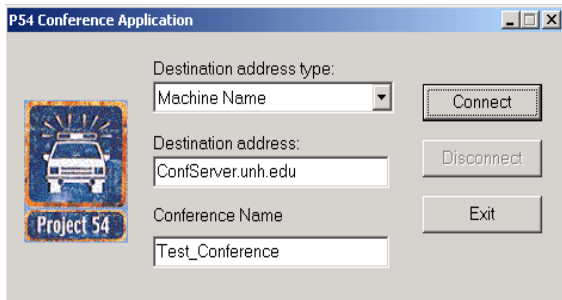 P54 Conference Application
Destination address type:
Machine Name
Connect
Destination address:
ConfServer.unh.edu
Disconnect
Conference Name
Exit
Test_Conference
Project 54